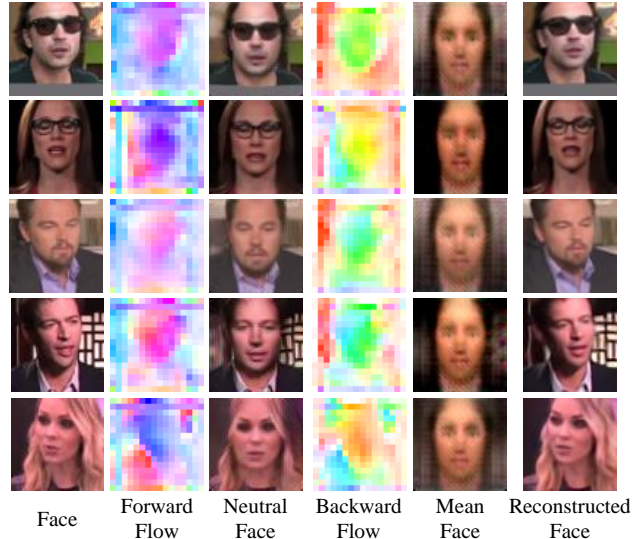 Face
Forward
Flow
Neutral
Face
Backward
Flow
Mean
Face
Reconstructed
Face